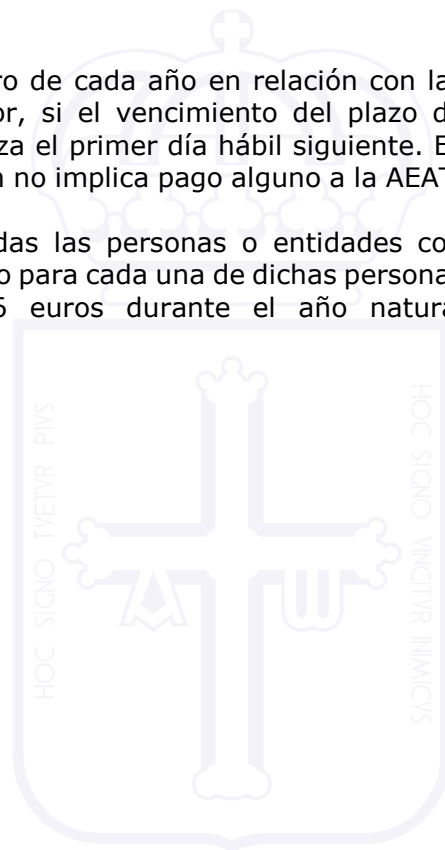 ro de cada año en relación con la
or, si el vencimiento del plazo d
za el primer día hábil siguiente. E
n no implica pago alguno a la AEAT
das las personas o entidades co
o para cada una de dichas persona
5 euros durante el año natura
HOC SIGNO TVETVR PIVS
HOC SIGNO VINCITVR INIMICVS